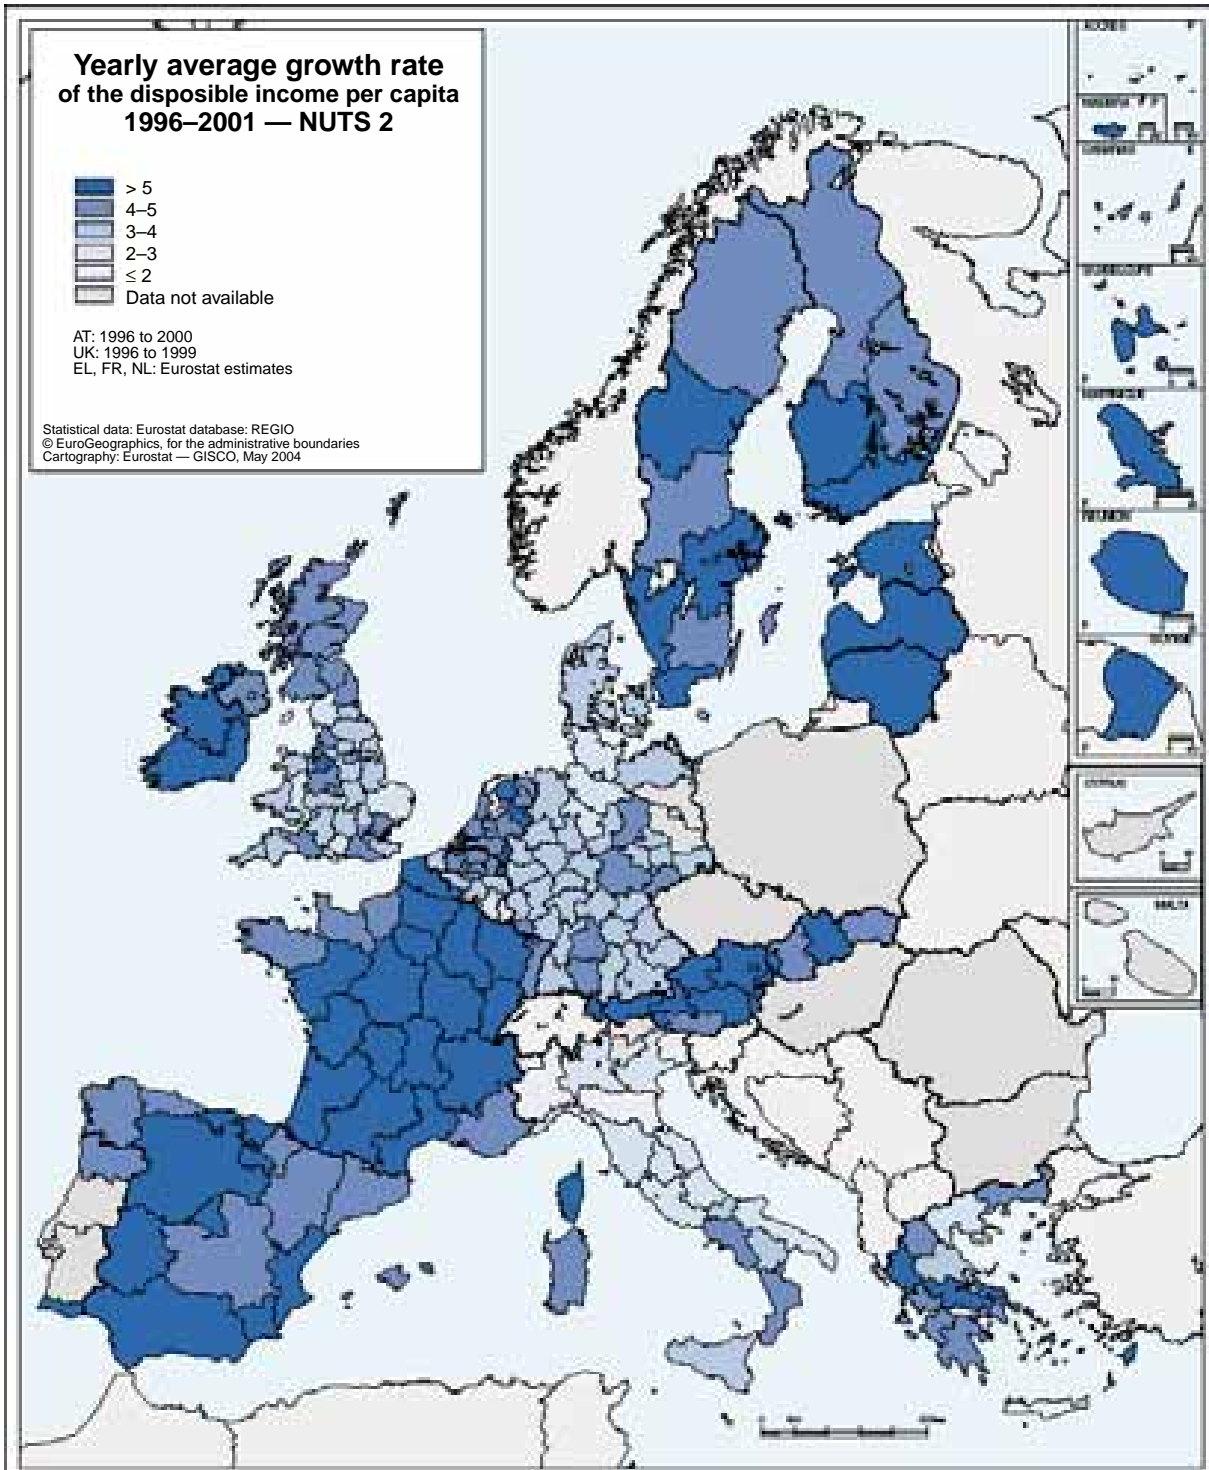 Yearly average growth rate
of the disposible income per capita
1996–2001 — NUTS 2
> 5
4–5
3–4
2–3
≤ 2
Data not available
AT: 1996 to 2000
UK: 1996 to 1999
EL, FR, NL: Eurostat estimates
Statistical data: Eurostat database: REGIO
© EuroGeographics, for the administrative boundaries
Cartography: Eurostat — GISCO, May 2004
CYPRUS
MALTA